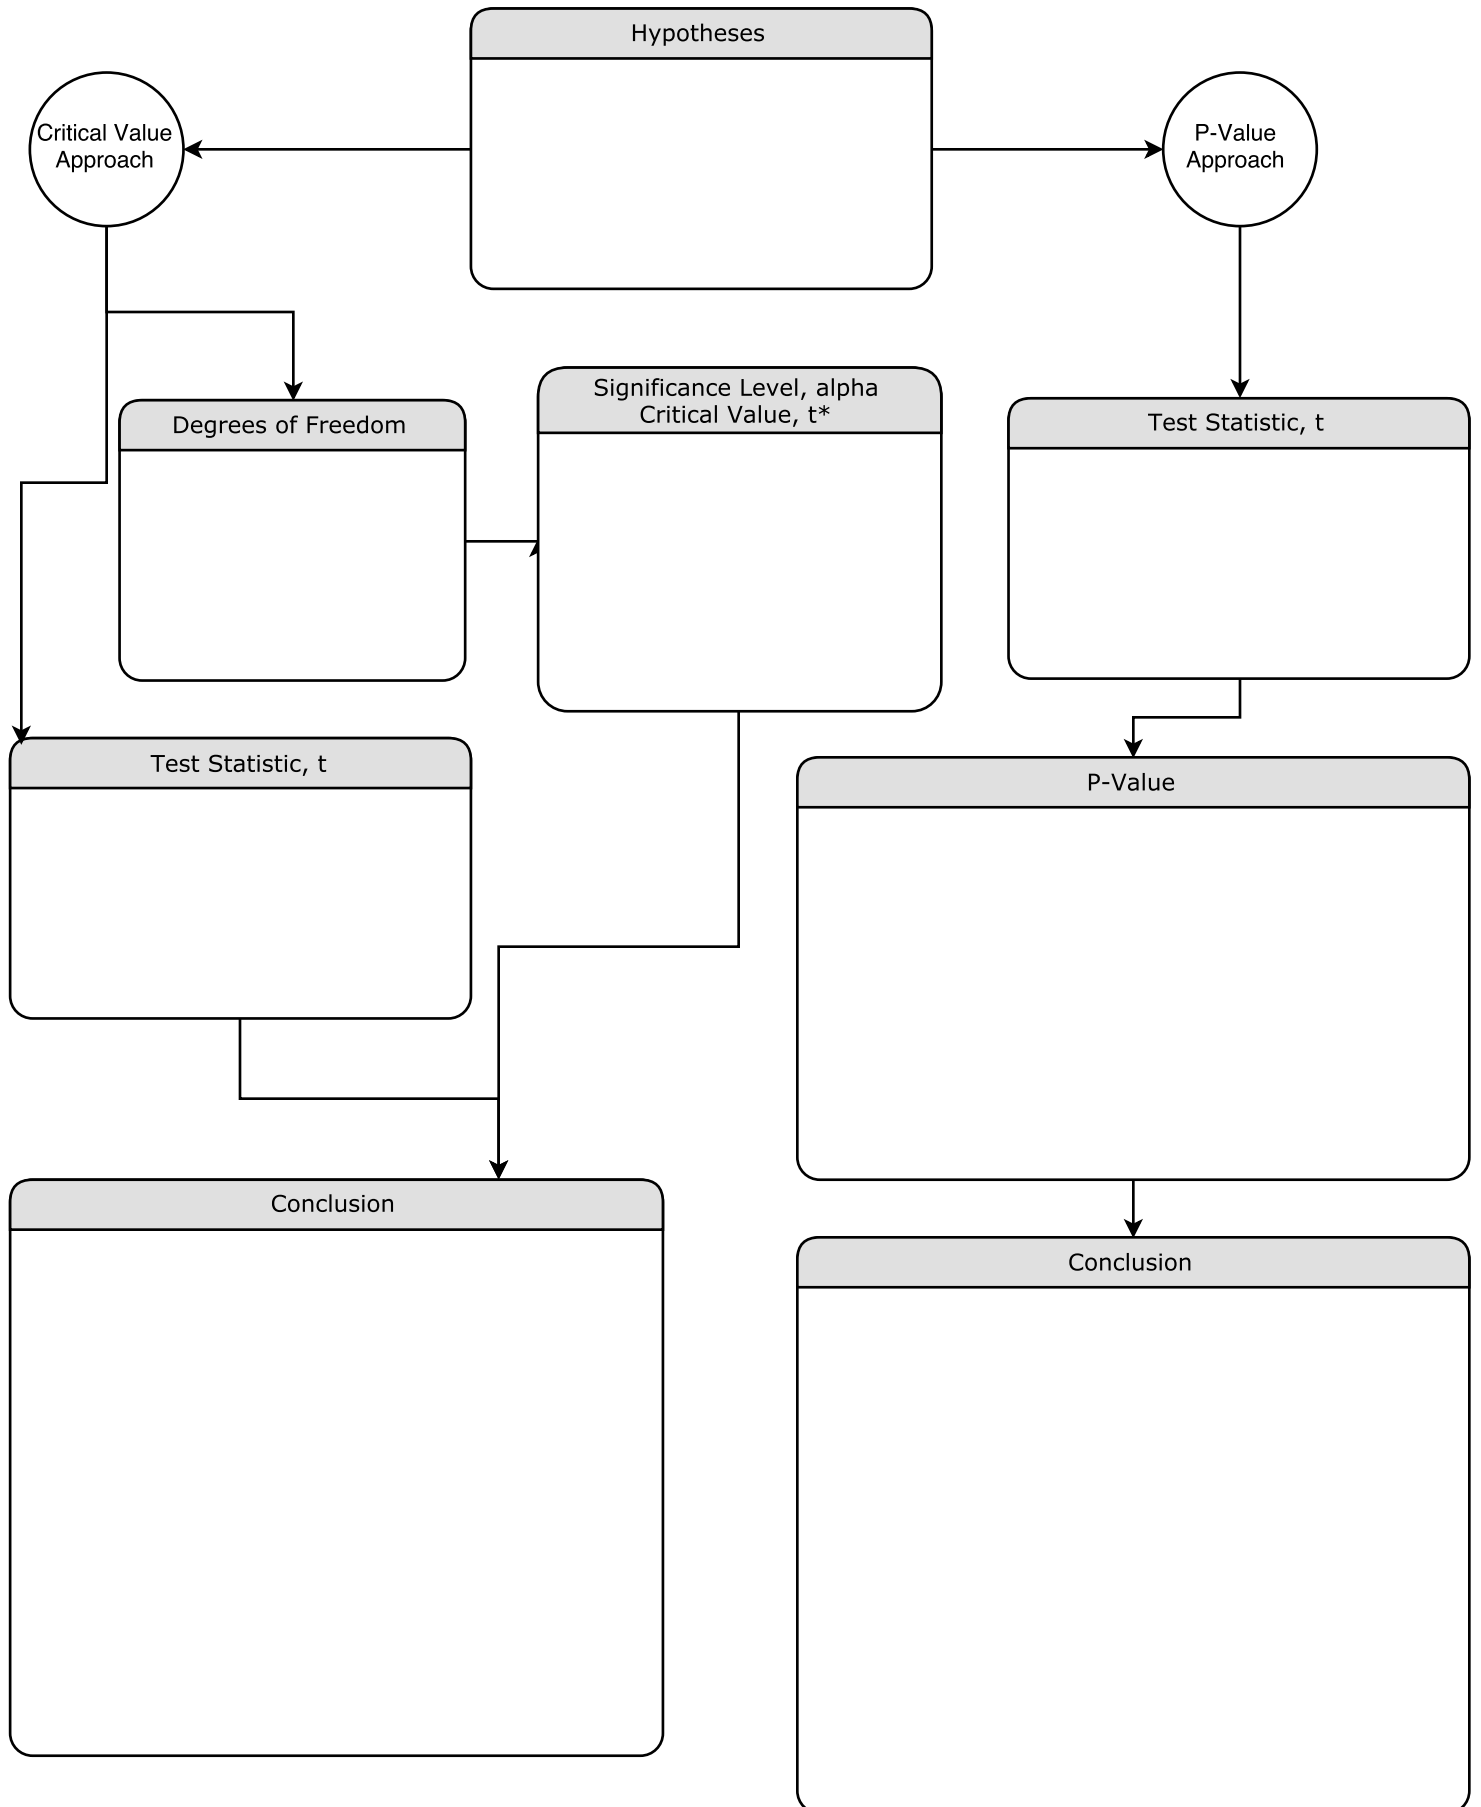 Hypotheses
Critical Value
Approach
P-Value
Approach
Degrees of Freedom
Significance Level, alpha
Critical Value, t*
Test Statistic, t
Test Statistic, t
P-Value
Conclusion
Conclusion